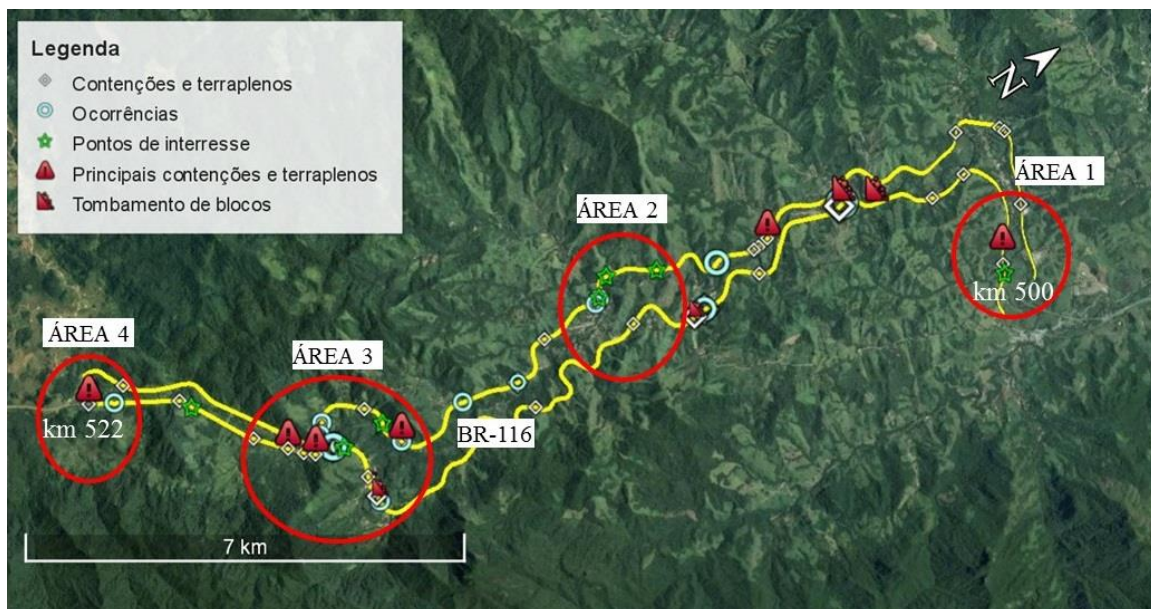 Legenda
Contenções e terraplenos
Ocorrências
Pontos de interresse
Principais contenções e terraplenos
Tombamento de blocos
N
ÁREA 1
ÁREA 2
km 500
ÁREA 4
ÁREA 3
km 522
BR-116
7 km